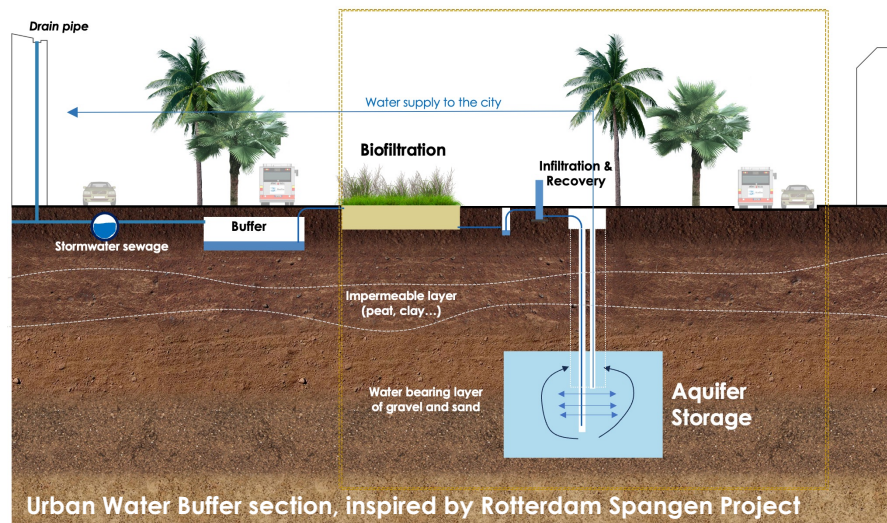 Drain pipe
Water supply to the city
Biofiltration
Infiltration &
Recovery
Buffer
Stormwater sewage
Impermeable layer
(peat, clay...)
Water bearing layer
of gravel and sand
Aquifer
Storage
Urban Water Buffer section, inspired by Rotterdam Spangen Project